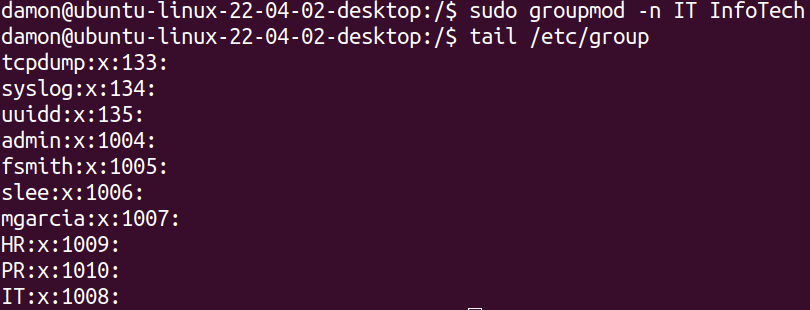 damon@ubuntu-linux-22-04-02-desktop:/$ sudo groupmod -n IT InfoTech
damon@ubuntu-linux-22-04-02-desktop:/$ tail /etc/group
tcpdump:x:133:
syslog:x:134:
uuidd:x:135:
admin:x:1004:
fsmith:x:1005:
slee:x:1006:
mgarcia:x:1007:
HR:x:1009:
PR:x:1010:
IT:x:1008: